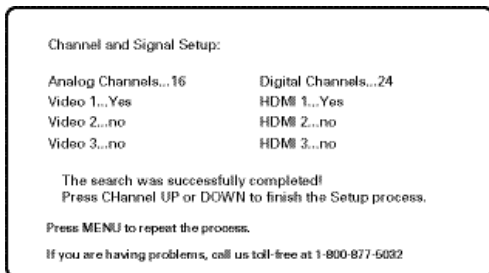 Channel and Signal Setup:
Analog Channels...16 Digital Channels...24
Video 1...Yes HDMI 1...Yes
Video 2...no HDMI 2...no
Video 3...no HDMI 3...no
The search was successfully completed!
Press CHannel UP or DOWN to finish the Setup process.
Press MENU to repeat the process.
If you are having problems, call us toll-free at 1-800-877-5032